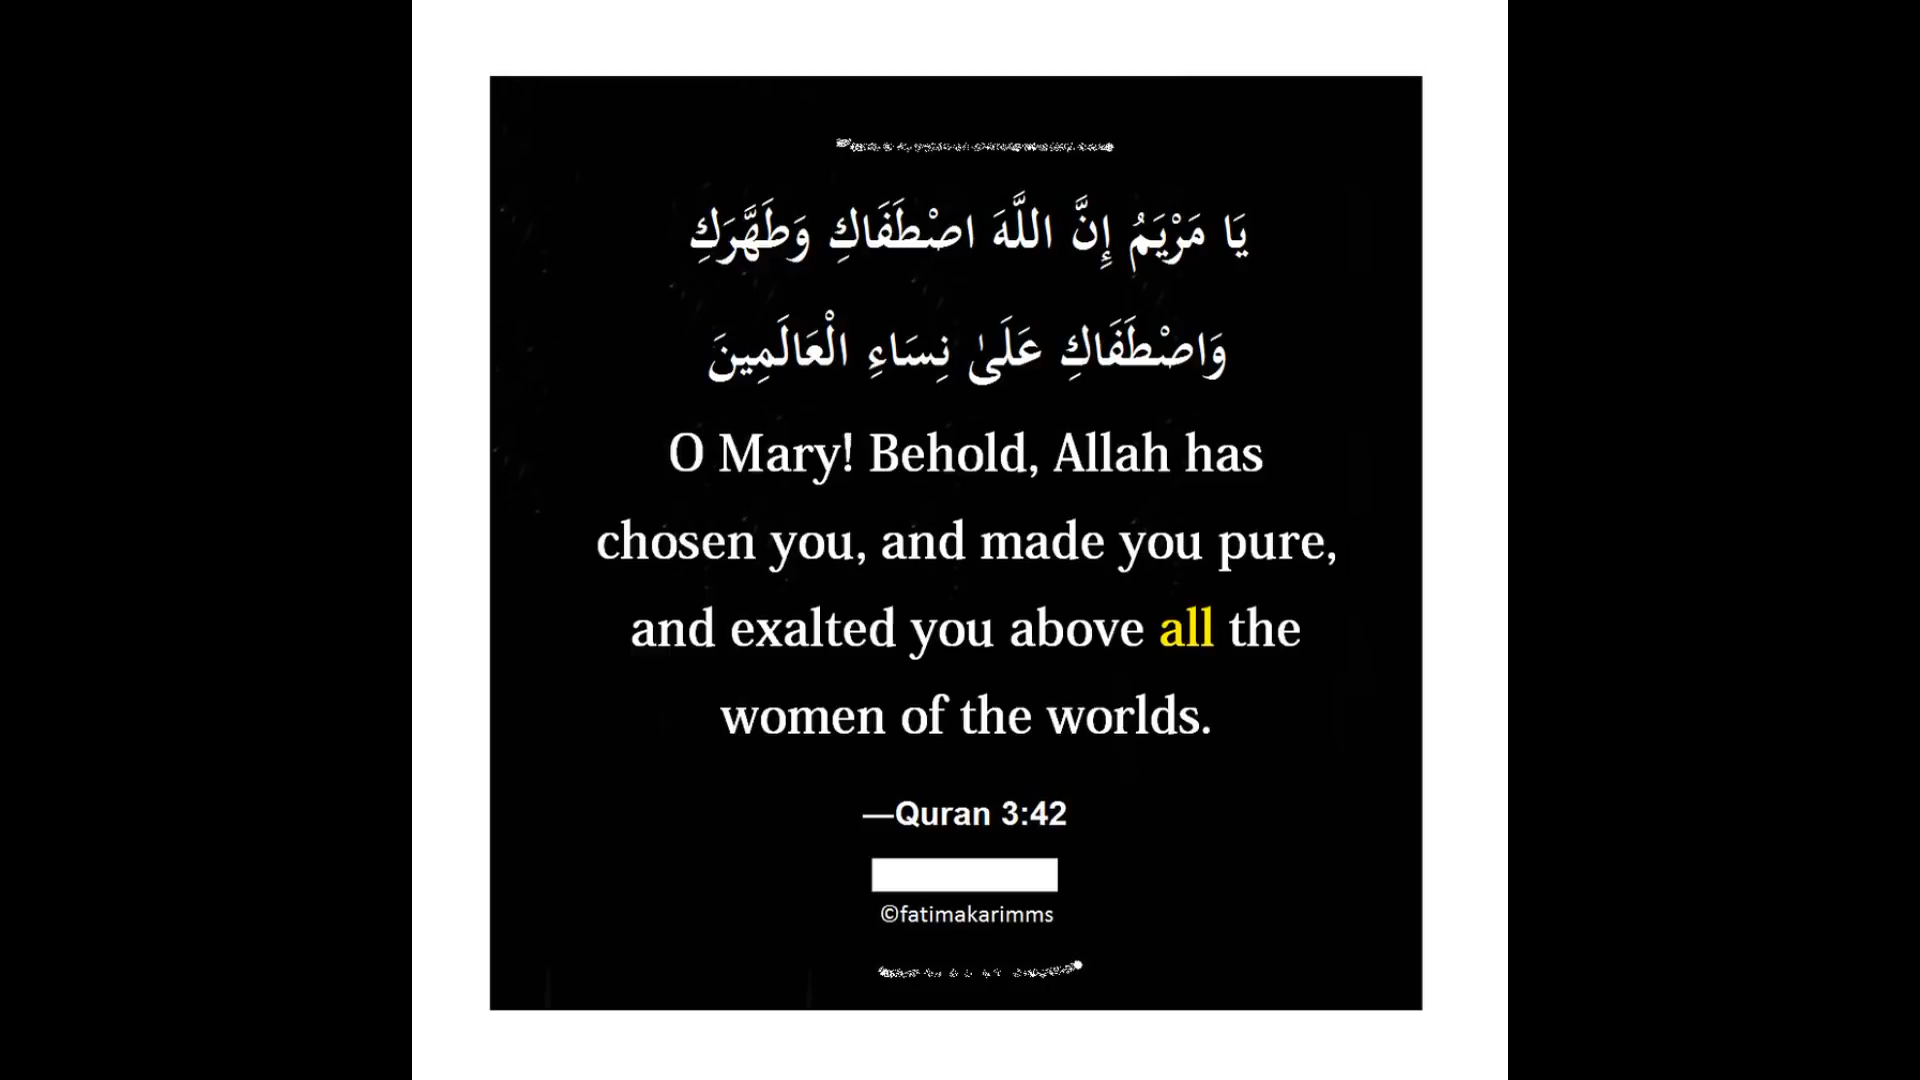 يَا مَرْيَمُ إِنَّ اللَّهَ اصْطَفَاكِ وَطَهَّرَكِ
وَاصْطَفَاكِ عَلَىٰ نِسَاءِ الْعَالَمِينَ
O Mary! Behold, Allah has
chosen you, and made you pure,
and exalted you above all the
women of the worlds.
—Quran 3:42
©fatimakarimms